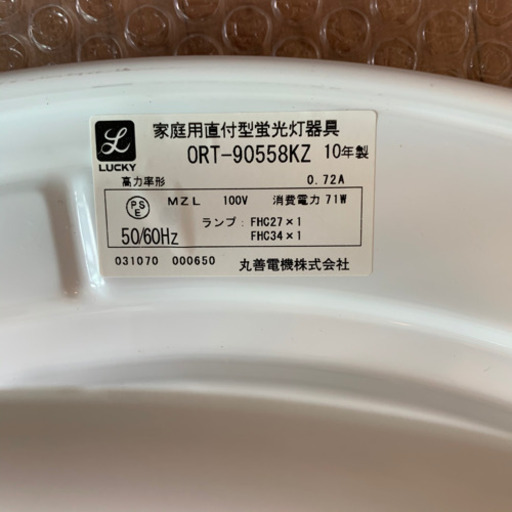 家庭用直付型蛍光灯器具
LUCKY ORT-90558KZ 10年製
高力率形 0.72A
PSE MZL 100V 消費電力 71W
50/60Hz ランプ：FHC27×1
FHC34×1
031070 000650 丸善電機株式会社